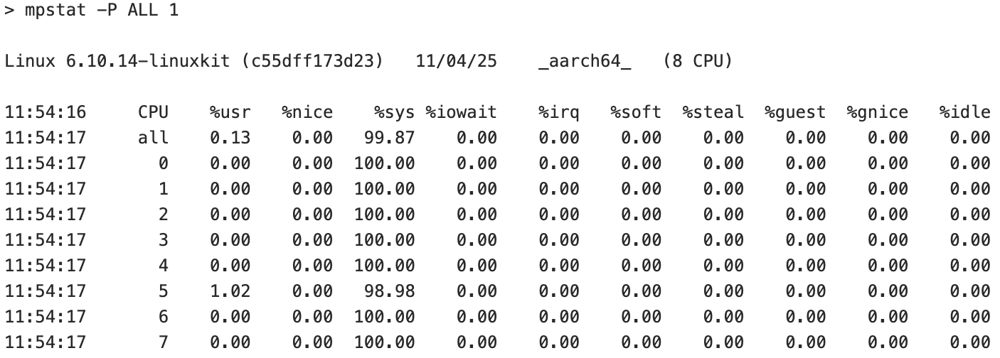 > mpstat -P ALL 1
Linux 6.10.14-linuxkit (c55dff173d23)   11/04/25    _aarch64_   (8 CPU)
11:54:16     CPU    %usr   %nice    %sys %iowait    %irq   %soft  %steal  %guest  %gnice   %idle
11:54:17     all    0.13    0.00   99.87    0.00    0.00    0.00    0.00    0.00    0.00    0.00
11:54:17       0    0.00    0.00  100.00    0.00    0.00    0.00    0.00    0.00    0.00    0.00
11:54:17       1    0.00    0.00  100.00    0.00    0.00    0.00    0.00    0.00    0.00    0.00
11:54:17       2    0.00    0.00  100.00    0.00    0.00    0.00    0.00    0.00    0.00    0.00
11:54:17       3    0.00    0.00  100.00    0.00    0.00    0.00    0.00    0.00    0.00    0.00
11:54:17       4    0.00    0.00  100.00    0.00    0.00    0.00    0.00    0.00    0.00    0.00
11:54:17       5    1.02    0.00   98.98    0.00    0.00    0.00    0.00    0.00    0.00    0.00
11:54:17       6    0.00    0.00  100.00    0.00    0.00    0.00    0.00    0.00    0.00    0.00
11:54:17       7    0.00    0.00  100.00    0.00    0.00    0.00    0.00    0.00    0.00    0.00